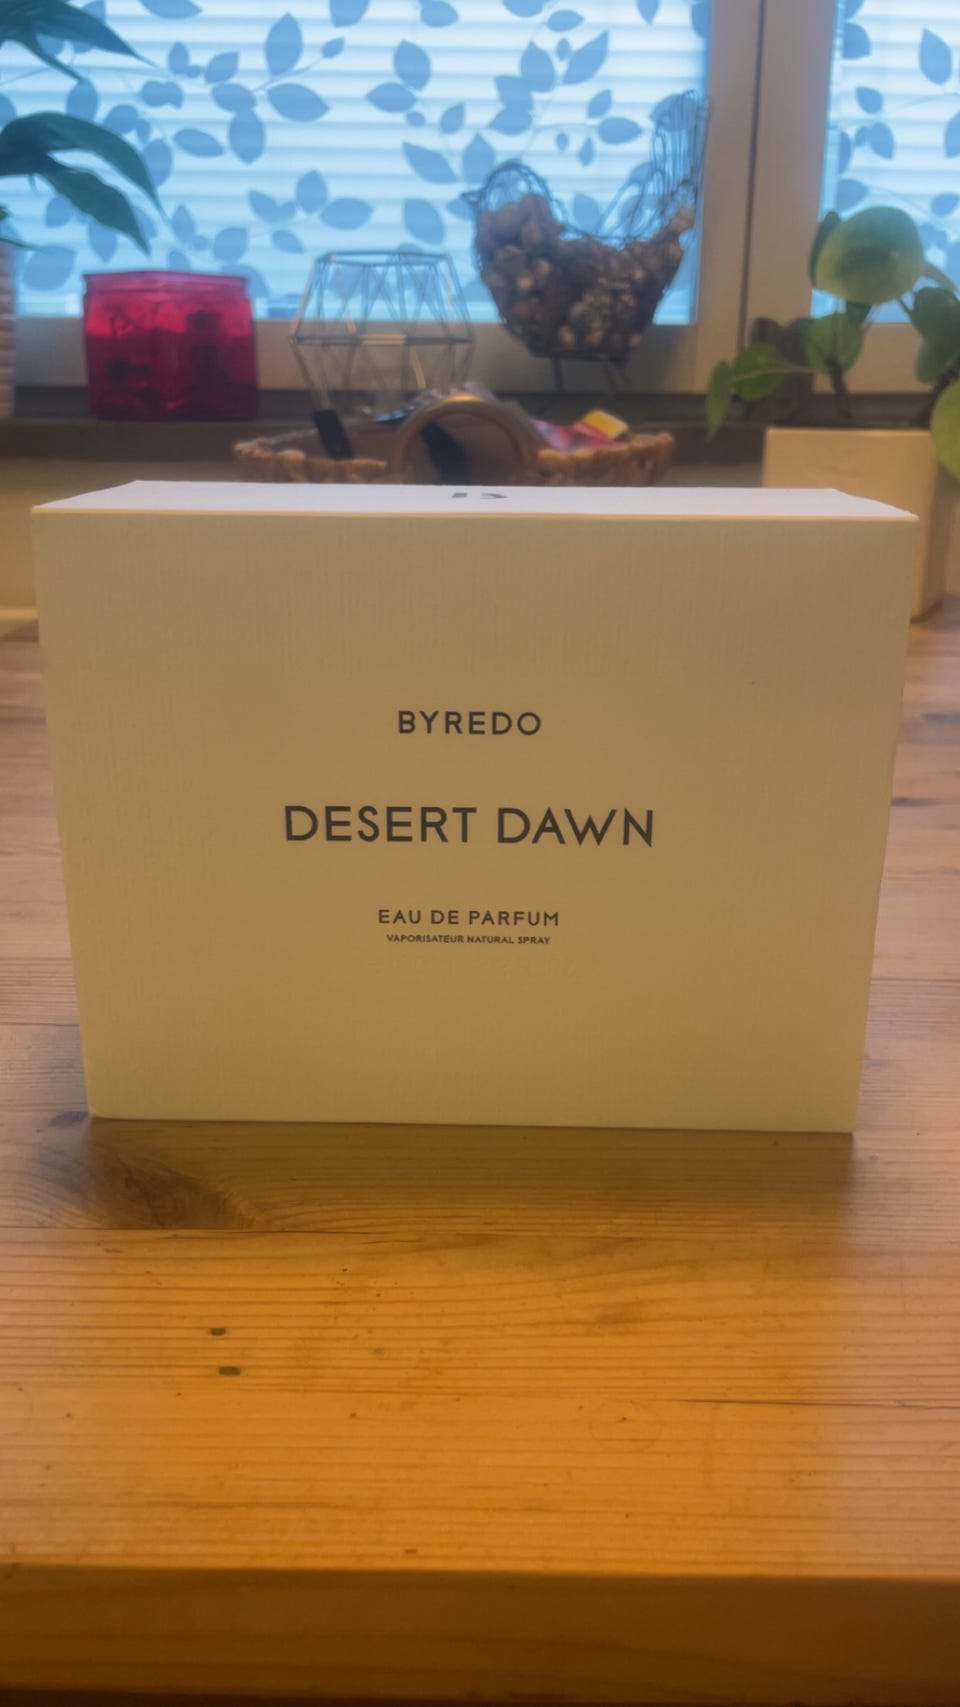 BYREDO
DESERT DAWN
EAU DE PARFUM
VAPORISATEUR NATURAL SPRAY